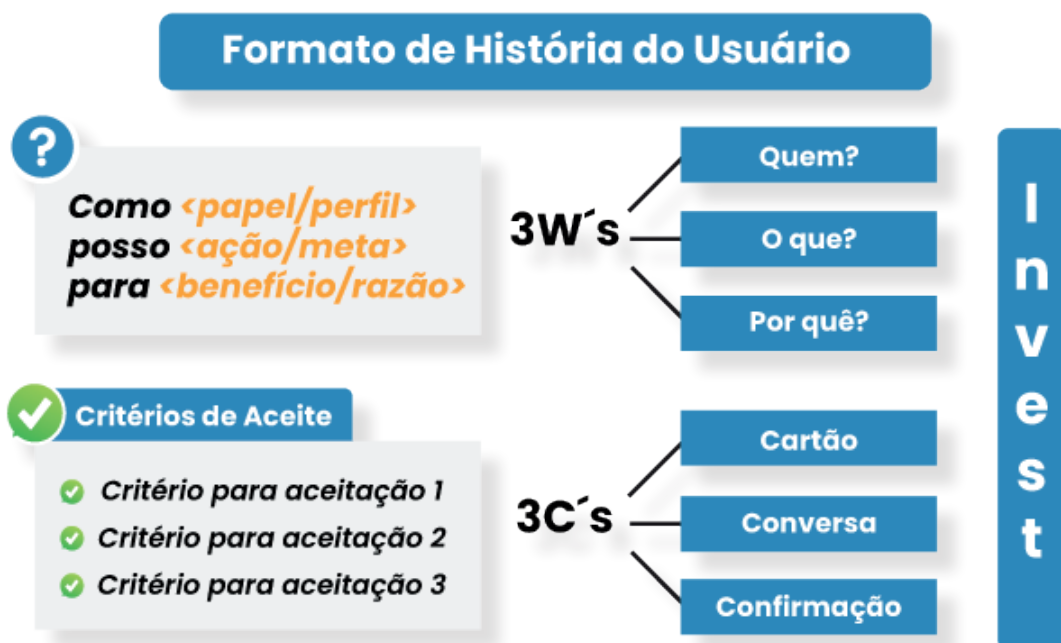 Formato de História do Usuário
?
Como <papel/perfil>
posso <ação/meta>
para <benefício/razão>
3W´s
Quem?
O que?
Por quê?
Critérios de Aceite
Critério para aceitação 1
Critério para aceitação 2
Critério para aceitação 3
3C´s
Cartão
Conversa
Confirmação
Invest